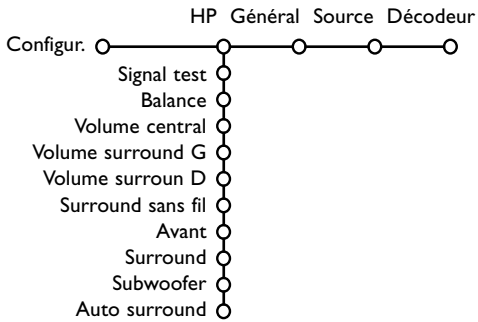 HP Général Source Décodeur
Configur.
Signal test
Balance
Volume central
Volume surround G
Volume surroun D
Surround sans fil
Avant
Surround
Subwoofer
Auto surround